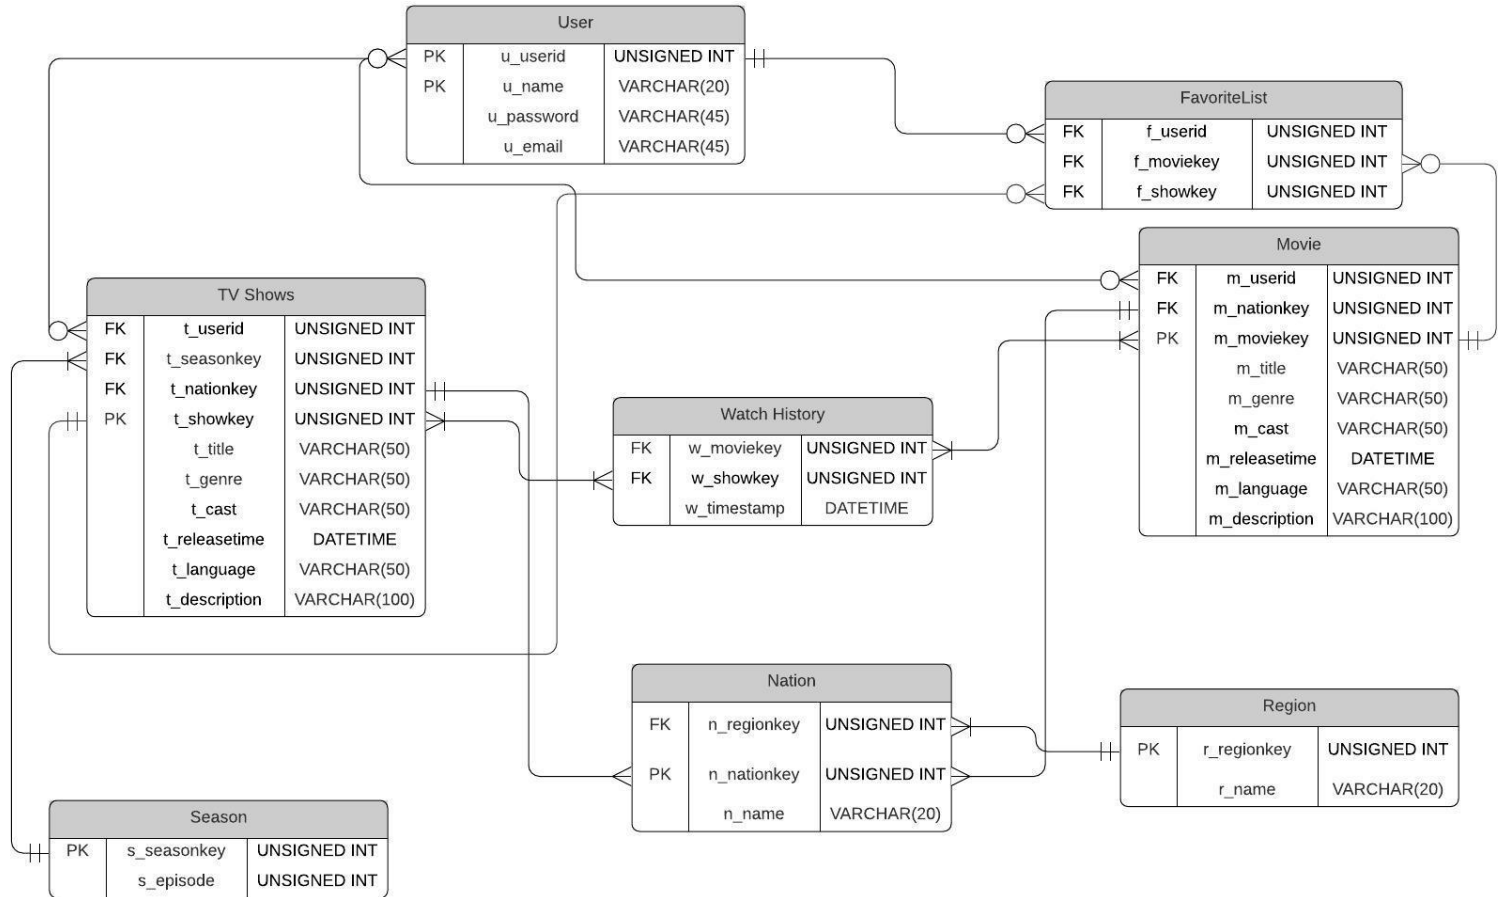 User
PK u_userid UNSIGNED INT
PK u_name VARCHAR(20)
u_password VARCHAR(45)
u_email VARCHAR(45)
FavoriteList
FK f_userid UNSIGNED INT
FK f_moviekey UNSIGNED INT
FK f_showkey UNSIGNED INT
Movie
FK m_userid UNSIGNED INT
FK m_nationkey UNSIGNED INT
PK m_moviekey UNSIGNED INT
m_title VARCHAR(50)
m_genre VARCHAR(50)
m_cast VARCHAR(50)
m_releasetime DATETIME
m_language VARCHAR(50)
m_description VARCHAR(100)
TV Shows
FK t_userid UNSIGNED INT
FK t_seasonkey UNSIGNED INT
FK t_nationkey UNSIGNED INT
PK t_showkey UNSIGNED INT
t_title VARCHAR(50)
t_genre VARCHAR(50)
t_cast VARCHAR(50)
t_releasetime DATETIME
t_language VARCHAR(50)
t_description VARCHAR(100)
Watch History
FK w_moviekey UNSIGNED INT
FK w_showkey UNSIGNED INT
w_timestamp DATETIME
Nation
FK n_regionkey UNSIGNED INT
PK n_nationkey UNSIGNED INT
n_name VARCHAR(20)
Region
PK r_regionkey UNSIGNED INT
r_name VARCHAR(20)
Season
PK s_seasonkey UNSIGNED INT
s_episode UNSIGNED INT